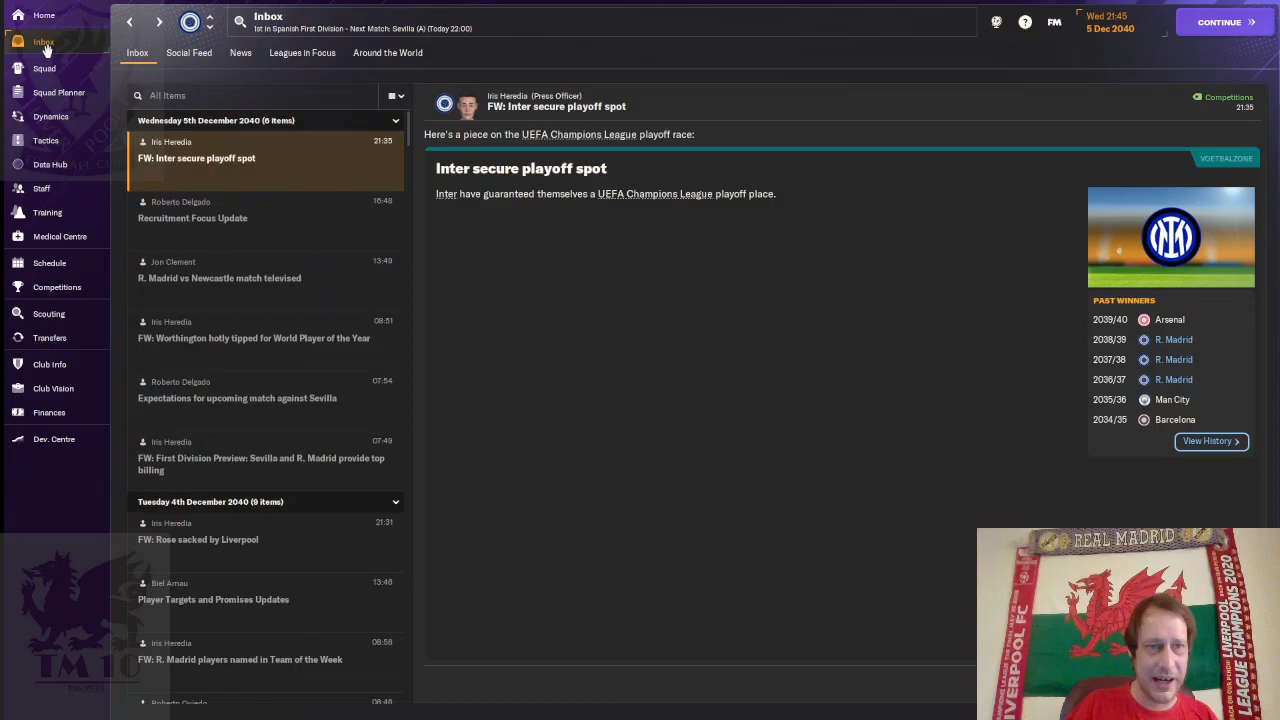 Home
Inbox
Squad
Squad Planner
Dynamics
Tactics
Data Hub
Staff
Training
Medical Centre
Schedule
Competitions
Scouting
Transfers
Club Info
Club Vision
Finances
Dev. Centre
TM 10
Inbox
1st in Spanish First Division - Next Match: Sevilla (A) (Today 22:00)
FM
Wed 21:45
5 Dec 2040
CONTINUE
Inbox Social Feed News Leagues in Focus Around the World
All Items
Wednesday 5th December 2040 (6 Items)
Iris Heredia 21:35
FW: Inter secure playoff spot
Roberto Delgado 16:48
Recruitment Focus Update
Jon Clement 13:49
R. Madrid vs Newcastle match televised
Iris Heredia 08:51
FW: Worthington hotly tipped for World Player of the Year
Roberto Delgado 07:54
Expectations for upcoming match against Sevilla
Iris Heredia 07:49
FW: First Division Preview: Sevilla and R. Madrid provide top
billing
Tuesday 4th December 2040 (9 items)
Iris Heredia 21:31
FW: Rose sacked by Liverpool
Biel Arnau 13:46
Player Targets and Promises Updates
Iris Heredia 08:58
FW: R. Madrid players named in Team of the Week
Roberto Oviedo 08:46
Iris Heredia (Press Officer)
FW: Inter secure playoff spot
Competitions
21:35
Here's a piece on the UEFA Champions League playoff race:
VOETBALZONE
Inter secure playoff spot
Inter have guaranteed themselves a UEFA Champions League playoff place.
PAST WINNERS
2039/40 Arsenal
2038/39 R. Madrid
2037/38 R. Madrid
2036/37 R. Madrid
2035/36 Man City
2034/35 Barcelona
View History
REAL MADRID
LIVERPOOL FC
LIVERPOOL
LEAGUE CHAMPIONS 2020